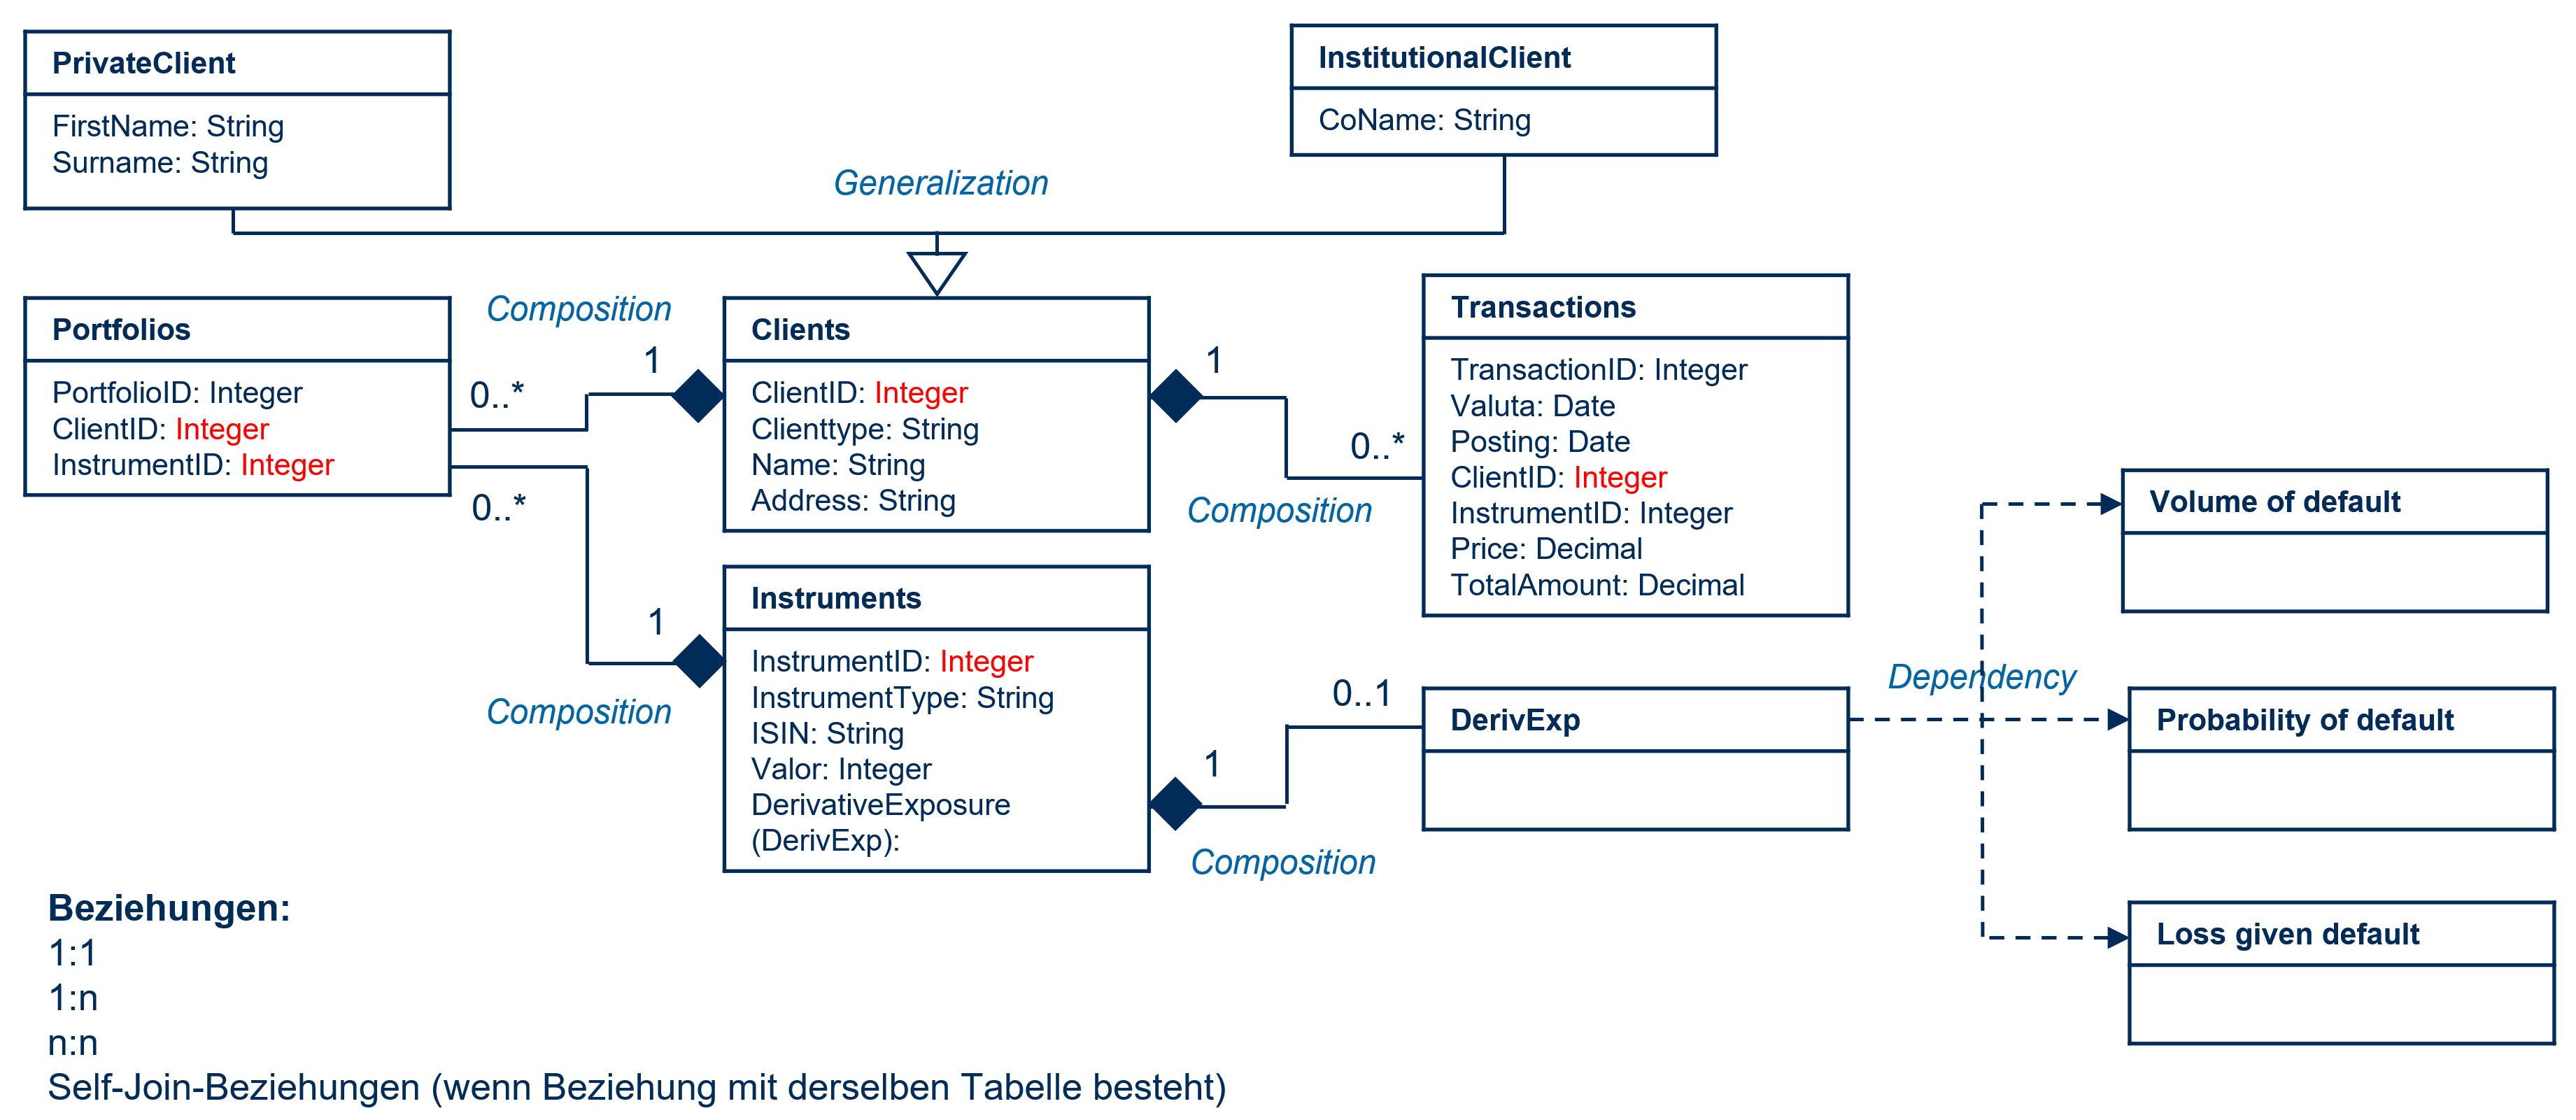 PrivateClient
FirstName: String
Surname: String
InstitutionalClient
CoName: String
Generalization
Portfolios
PortfolioID: Integer
ClientID: Integer
InstrumentID: Integer
Composition
1
0..*
0..*
1
Composition
Clients
ClientID: Integer
Clienttype: String
Name: String
Address: String
1
0..*
Composition
Transactions
TransactionID: Integer
Valuta: Date
Posting: Date
ClientID: Integer
InstrumentID: Integer
Price: Decimal
TotalAmount: Decimal
Instruments
InstrumentID: Integer
InstrumentType: String
ISIN: String
Valor: Integer
DerivativeExposure
(DerivExp):
0..1
1
Composition
DerivExp
Dependency
Volume of default
Probability of default
Loss given default
Beziehungen:
1:1
1:n
n:n
Self-Join-Beziehungen (wenn Beziehung mit derselben Tabelle besteht)